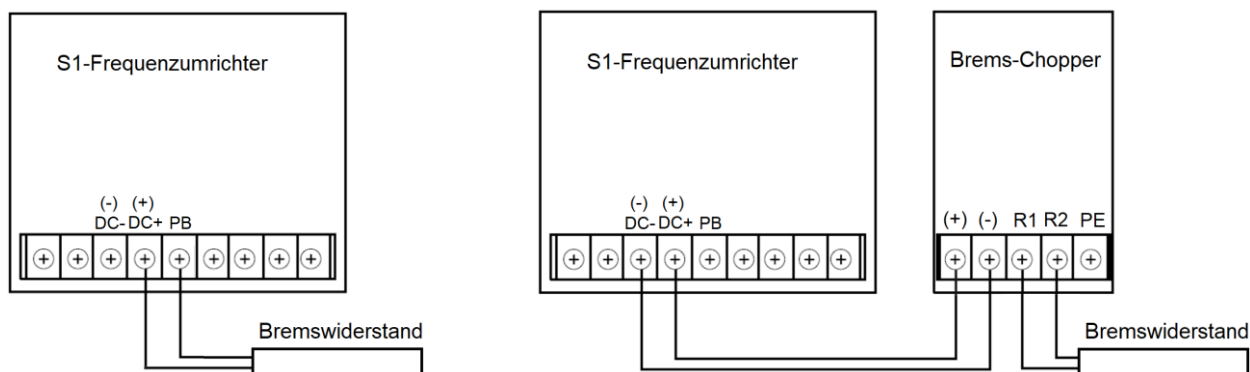 S1-Frequenzumrichter
(-) (+)
DC- DC+ PB
Bremswiderstand
S1-Frequenzumrichter
(-) (+)
DC- DC+ PB
Brems-Chopper
(+) (-) R1 R2 PE
Bremswiderstand